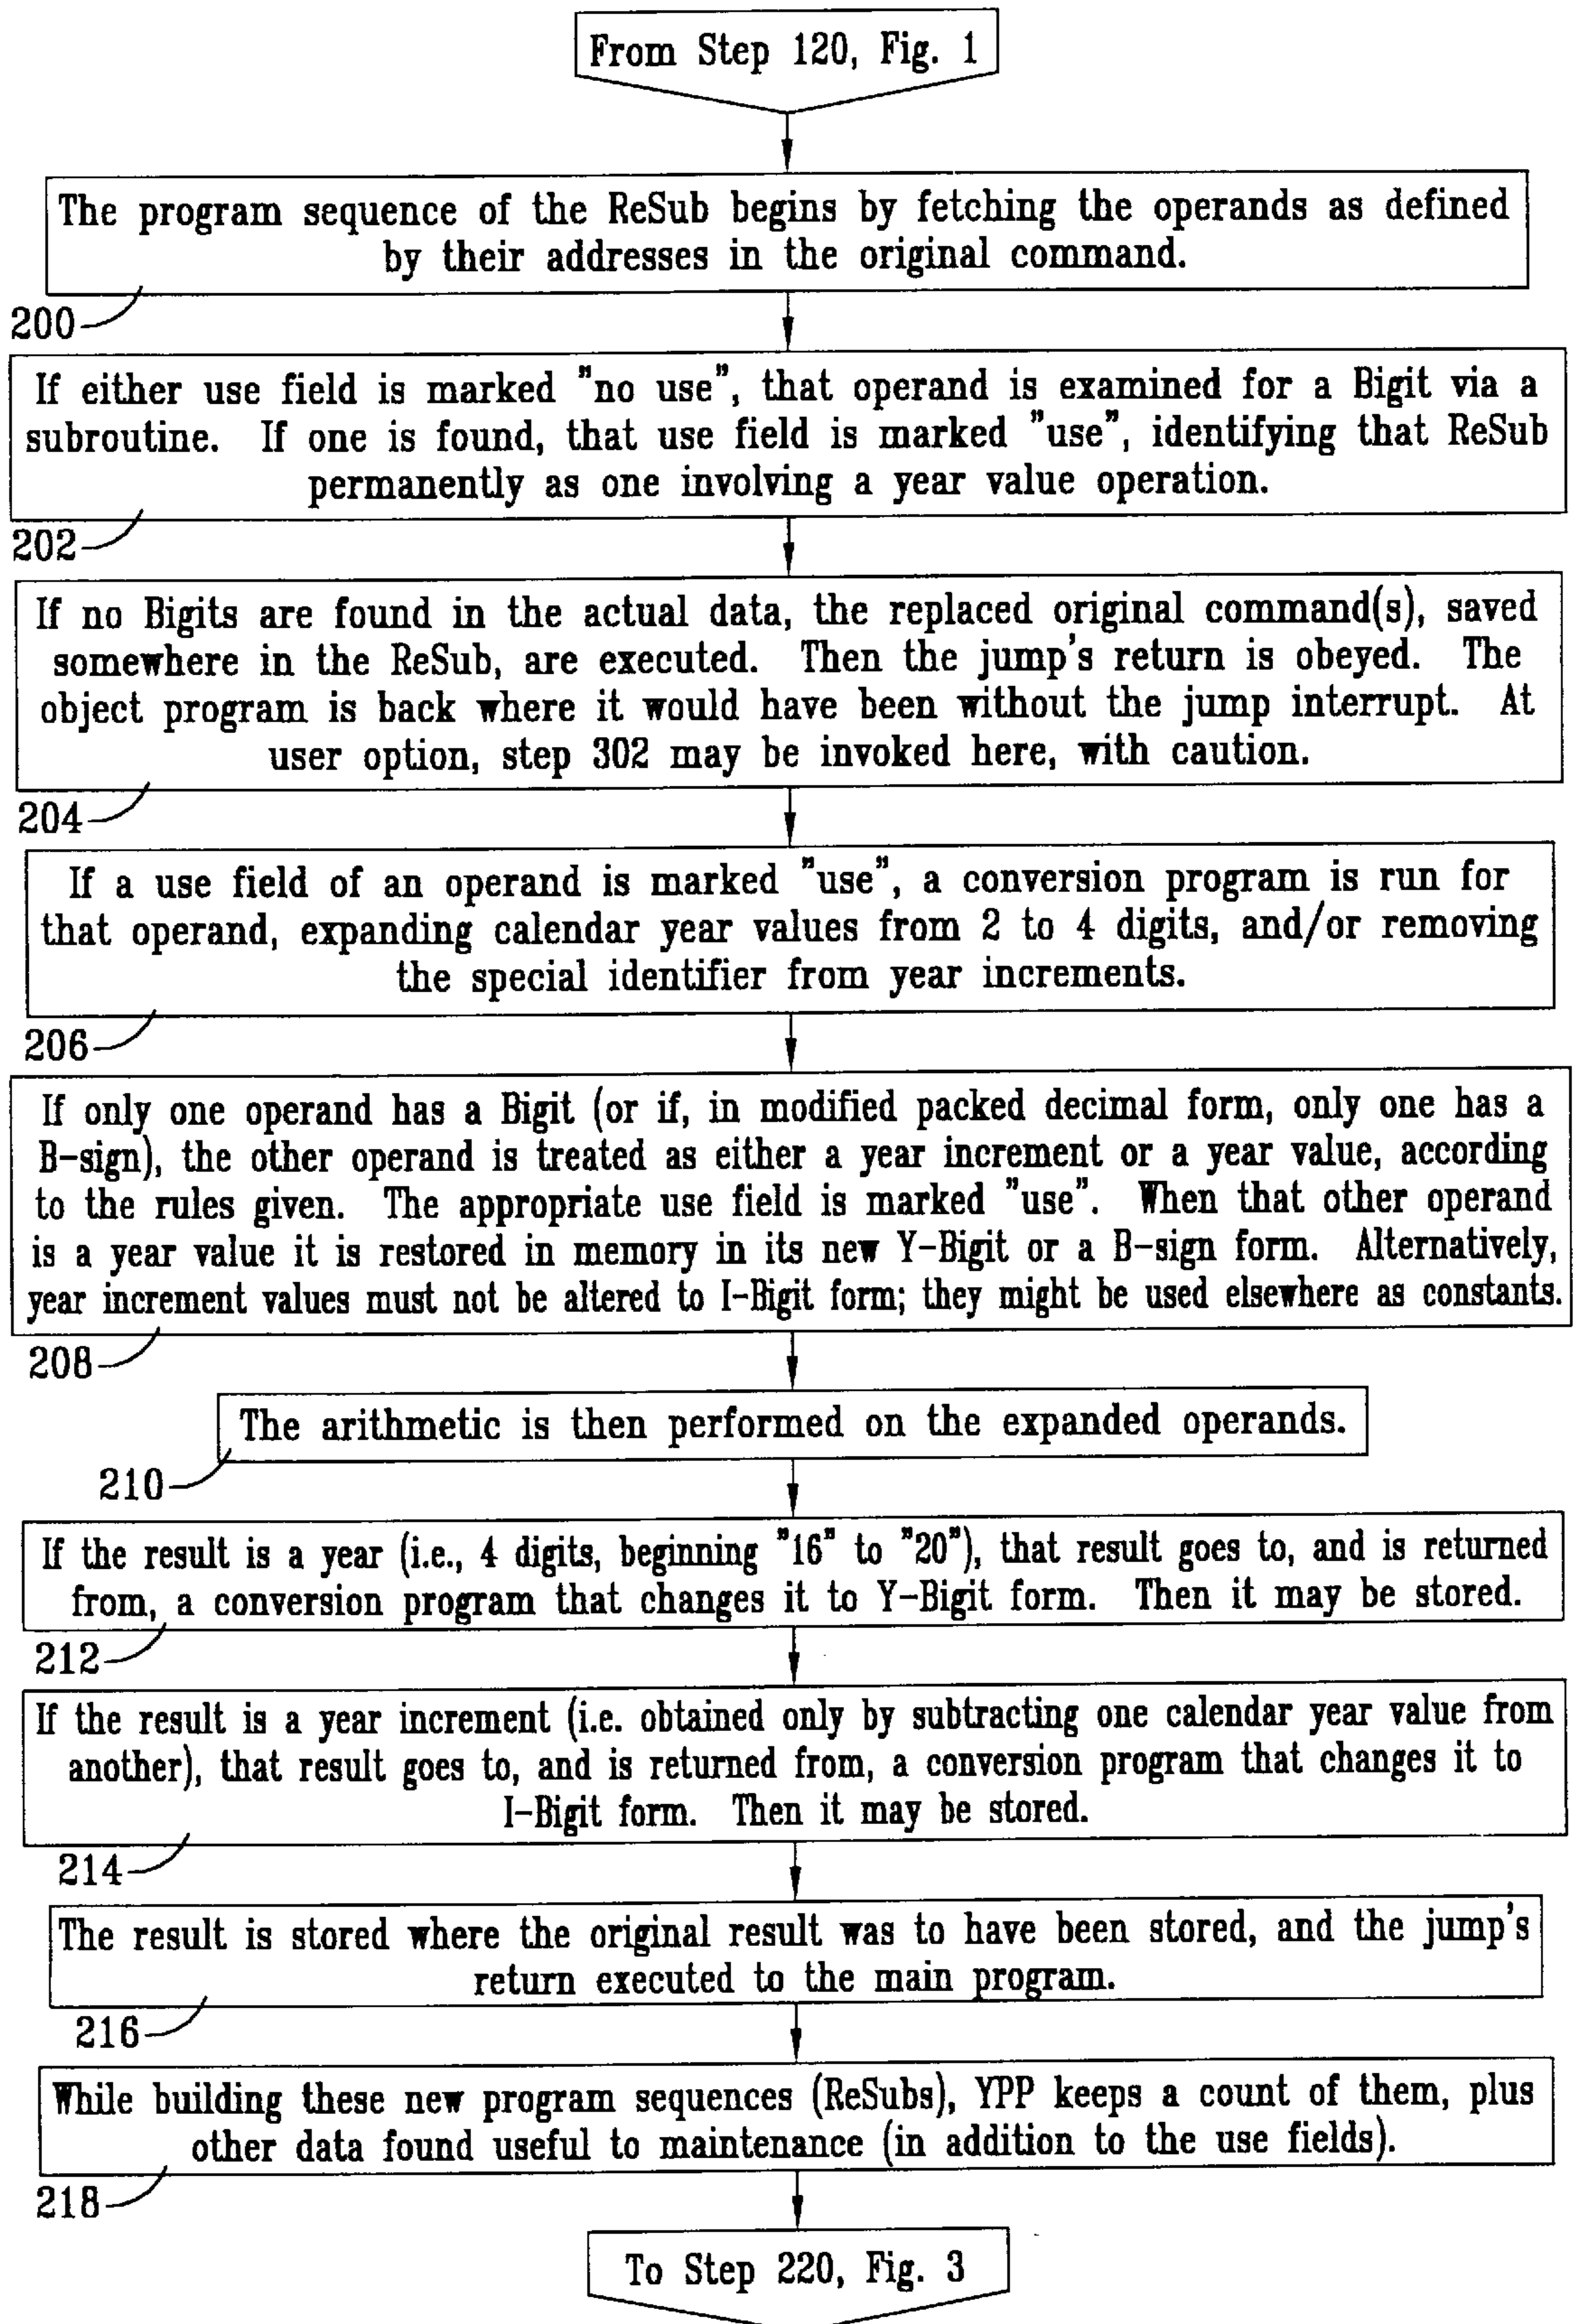 From Step 120, Fig. 1
The program sequence of the ReSub begins by fetching the operands as defined
by their addresses in the original command.
200
If either use field is marked "no use", that operand is examined for a Bigit via a
subroutine. If one is found, that use field is marked "use", identifying that ReSub
permanently as one involving a year value operation.
202
If no Bigits are found in the actual data, the replaced original command(s), saved
somewhere in the ReSub, are executed. Then the jump's return is obeyed. The
object program is back where it would have been without the jump interrupt. At
user option, step 302 may be invoked here, with caution.
204
If a use field of an operand is marked "use", a conversion program is run for
that operand, expanding calendar year values from 2 to 4 digits, and/or removing
the special identifier from year increments.
206
If only one operand has a Bigit (or if, in modified packed decimal form, only one has a
B-sign), the other operand is treated as either a year increment or a year value, according
to the rules given. The appropriate use field is marked "use". When that other operand
is a year value it is restored in memory in its new Y-Bigit or a B-sign form. Alternatively,
year increment values must not be altered to I-Bigit form; they might be used elsewhere as constants.
208
The arithmetic is then performed on the expanded operands.
210
If the result is a year (i.e., 4 digits, beginning "16" to "20"), that result goes to, and is returned
from, a conversion program that changes it to Y-Bigit form. Then it may be stored.
212
If the result is a year increment (i.e. obtained only by subtracting one calendar year value from
another), that result goes to, and is returned from, a conversion program that changes it to
I-Bigit form. Then it may be stored.
214
The result is stored where the original result was to have been stored, and the jump's
return executed to the main program.
216
While building these new program sequences (ReSubs), YPP keeps a count of them, plus
other data found useful to maintenance (in addition to the use fields).
218
To Step 220, Fig. 3